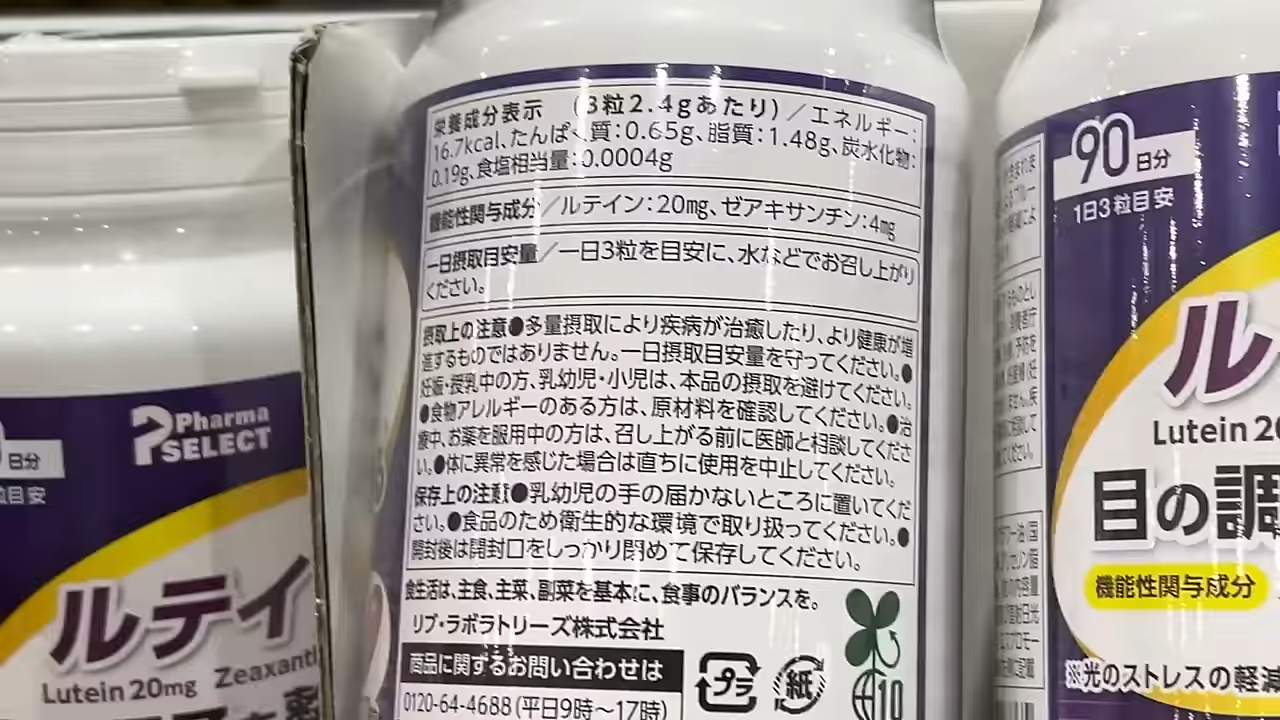 栄養成分表示 (3粒2.4gあたり)/エネルギー:
16.7kcal、たんぱく質:0.65g、脂質:1.48g、炭水化物:
0.19g、食塩相当量:0.0004g
機能性関与成分/ルテイン:20mg、ゼアキサンチン:4mg
一日摂取目安量/一日3粒を目安に、水などでお召し上がり
ください。
摂取上の注意●多量摂取により疾病が治癒したり、より健康が増
進するものではありません。一日摂取目安量を守ってください。●
妊娠・授乳中の方、乳幼児・小児は、本品の摂取を避けてください。
●食物アレルギーのある方は、原材料を確認してください。●治
療中、お薬を服用中の方は、召し上がる前に医師と相談してくださ
い。●体に異常を感じた場合は直ちに使用を中止してください。
保存上の注意●乳幼児の手の届かないところに置いてくだ
さい。●食品のため衛生的な環境で取り扱ってください。●
開封後は開封口をしっかり閉めて保存してください。
食生活は、主食、主菜、副菜を基本に、食事のバランスを。
リブ・ラボラトリーズ株式会社
商品に関するお問い合わせは
0120-64-4688(平日9時〜17時)
プラ
紙
10
Pharma
SELECT
日分
粒目安
ルテイ
Lutein 20mg Zeaxant
90日分
1日3粒目安
ル
Lutein 20
目の調
機能性関与成分
※光のストレスの軽減